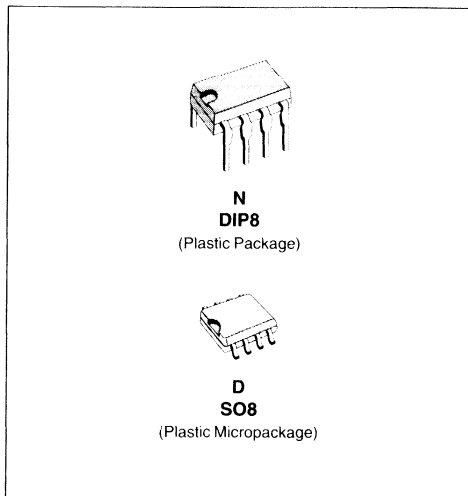 N
DIP8
(Plastic Package)
D
SO8
(Plastic Micropackage)